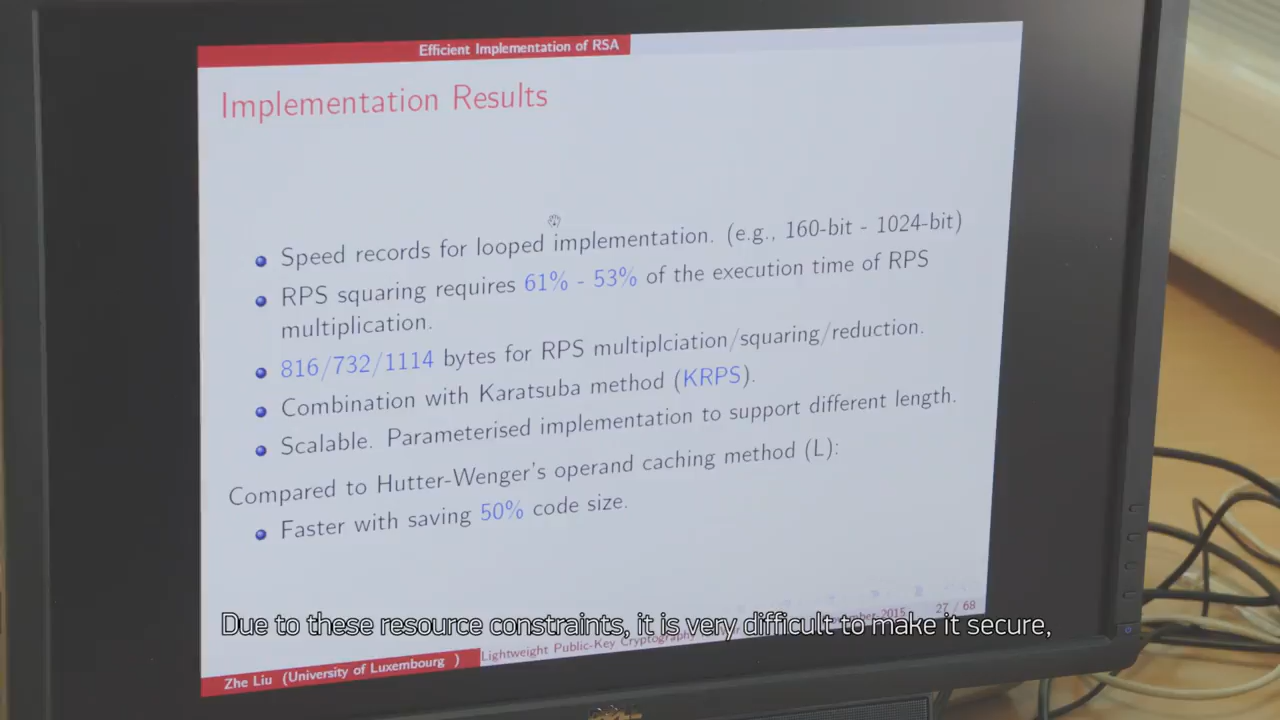 Efficient Implementation of RSA
Implementation Results
Speed records for looped implementation. (e.g., 160-bit - 1024-bit)
RPS squaring requires 61% - 53% of the execution time of RPS
multiplication.
816/732/1114 bytes for RPS multiplciation/squaring/reduction.
Combination with Karatsuba method (KRPS).
Scalable. Parameterised implementation to support different length.
Compared to Hutter-Wenger's operand caching method (L):
Faster with saving 50% code size.
2015 27 / 68
Due to these resource constraints, it is very difficult to make it secure,
Lightweight Public-Key Cryptography
Zhe Liu (University of Luxembourg )